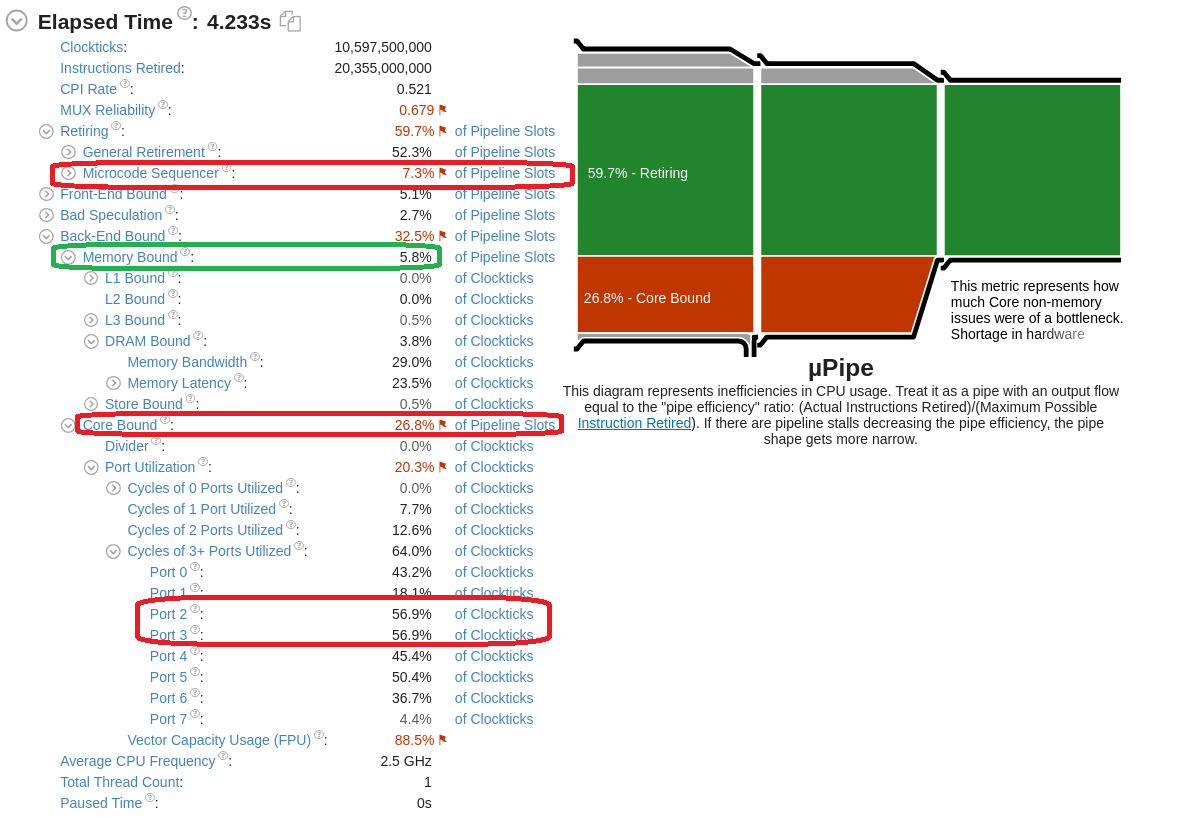 Elapsed Time ?: 4.233s
Clockticks: 10,597,500,000
Instructions Retired: 20,355,000,000
CPI Rate ?: 0.521
MUX Reliability ?: 0.679
Retiring ?: 59.7% of Pipeline Slots
General Retirement ?: 52.3% of Pipeline Slots
Microcode Sequencer ?: 7.3% of Pipeline Slots
Front-End Bound ?: 5.1% of Pipeline Slots
Bad Speculation ?: 2.7% of Pipeline Slots
Back-End Bound ?: 32.5% of Pipeline Slots
Memory Bound ?: 5.8% of Pipeline Slots
L1 Bound ?: 0.0% of Clockticks
L2 Bound ?: 0.0% of Clockticks
L3 Bound ?: 0.5% of Clockticks
DRAM Bound ?: 3.8% of Clockticks
Memory Bandwidth ?: 29.0% of Clockticks
Memory Latency ?: 23.5% of Clockticks
Store Bound ?: 0.5% of Clockticks
Core Bound ?: 26.8% of Pipeline Slots
Divider ?: 0.0% of Clockticks
Port Utilization ?: 20.3% of Clockticks
Cycles of 0 Ports Utilized ?: 0.0% of Clockticks
Cycles of 1 Port Utilized ?: 7.7% of Clockticks
Cycles of 2 Ports Utilized ?: 12.6% of Clockticks
Cycles of 3+ Ports Utilized ?: 64.0% of Clockticks
Port 0 ?: 43.2% of Clockticks
Port 1 ?: 18.1% of Clockticks
Port 2 ?: 56.9% of Clockticks
Port 3 ?: 56.9% of Clockticks
Port 4 ?: 45.4% of Clockticks
Port 5 ?: 50.4% of Clockticks
Port 6 ?: 36.7% of Clockticks
Port 7 ?: 4.4% of Clockticks
Vector Capacity Usage (FPU) ?: 88.5%
Average CPU Frequency ?: 2.5 GHz
Total Thread Count: 1
Paused Time ?: 0s
59.7% - Retiring
26.8% - Core Bound
This metric represents how
much Core non-memory
issues were of a bottleneck.
Shortage in hardware
µPipe
This diagram represents inefficiencies in CPU usage. Treat it as a pipe with an output flow
equal to the "pipe efficiency" ratio: (Actual Instructions Retired)/(Maximum Possible
Instruction Retired). If there are pipeline stalls decreasing the pipe efficiency, the pipe
shape gets more narrow.